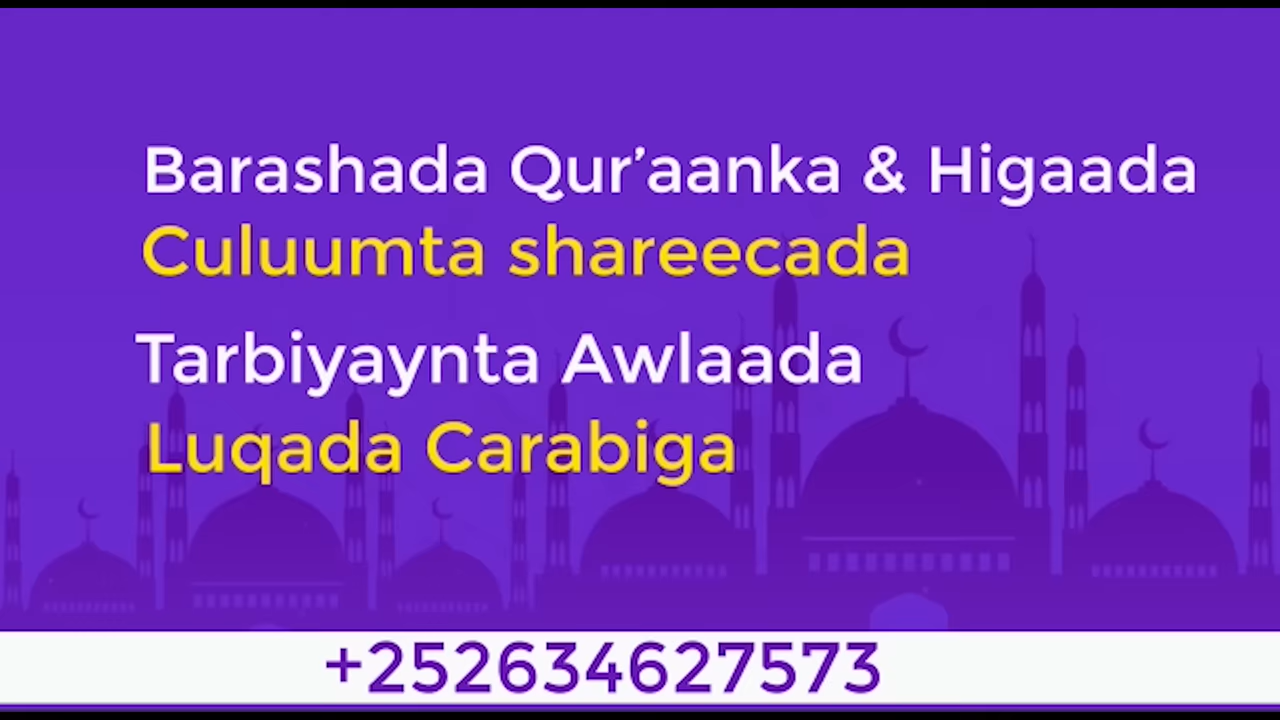 Barashada Qur’aanka & Higaada
Culuumta shareecada
Tarbiyaynta Awlaada
Luqada Carabiga
+252634627573